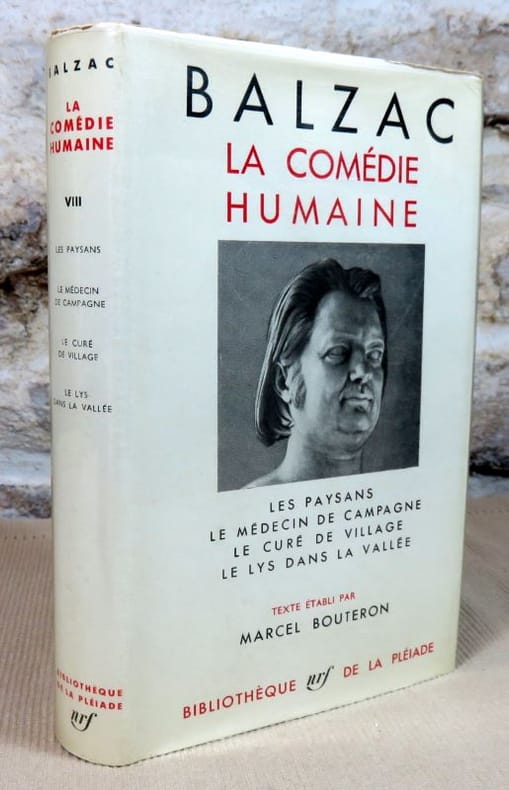 BALZAC
LA
COMÉDIE
HUMAINE
VIII
LES PAYSANS
LE MÉDECIN
DE CAMPAGNE
LE CURÉ
DE VILLAGE
LE LYS
DANS LA VALLÉE
BIBLIOTHÈQUE
DE LA PLÉIADE
nrf
BALZAC
LA COMÉDIE
HUMAINE
LES PAYSANS
LE MÉDECIN DE CAMPAGNE
LE CURÉ DE VILLAGE
LE LYS DANS LA VALLÉE
TEXTE ÉTABLI PAR
MARCEL BOUTERON
BIBLIOTHÈQUE nrf DE LA PLÉIADE